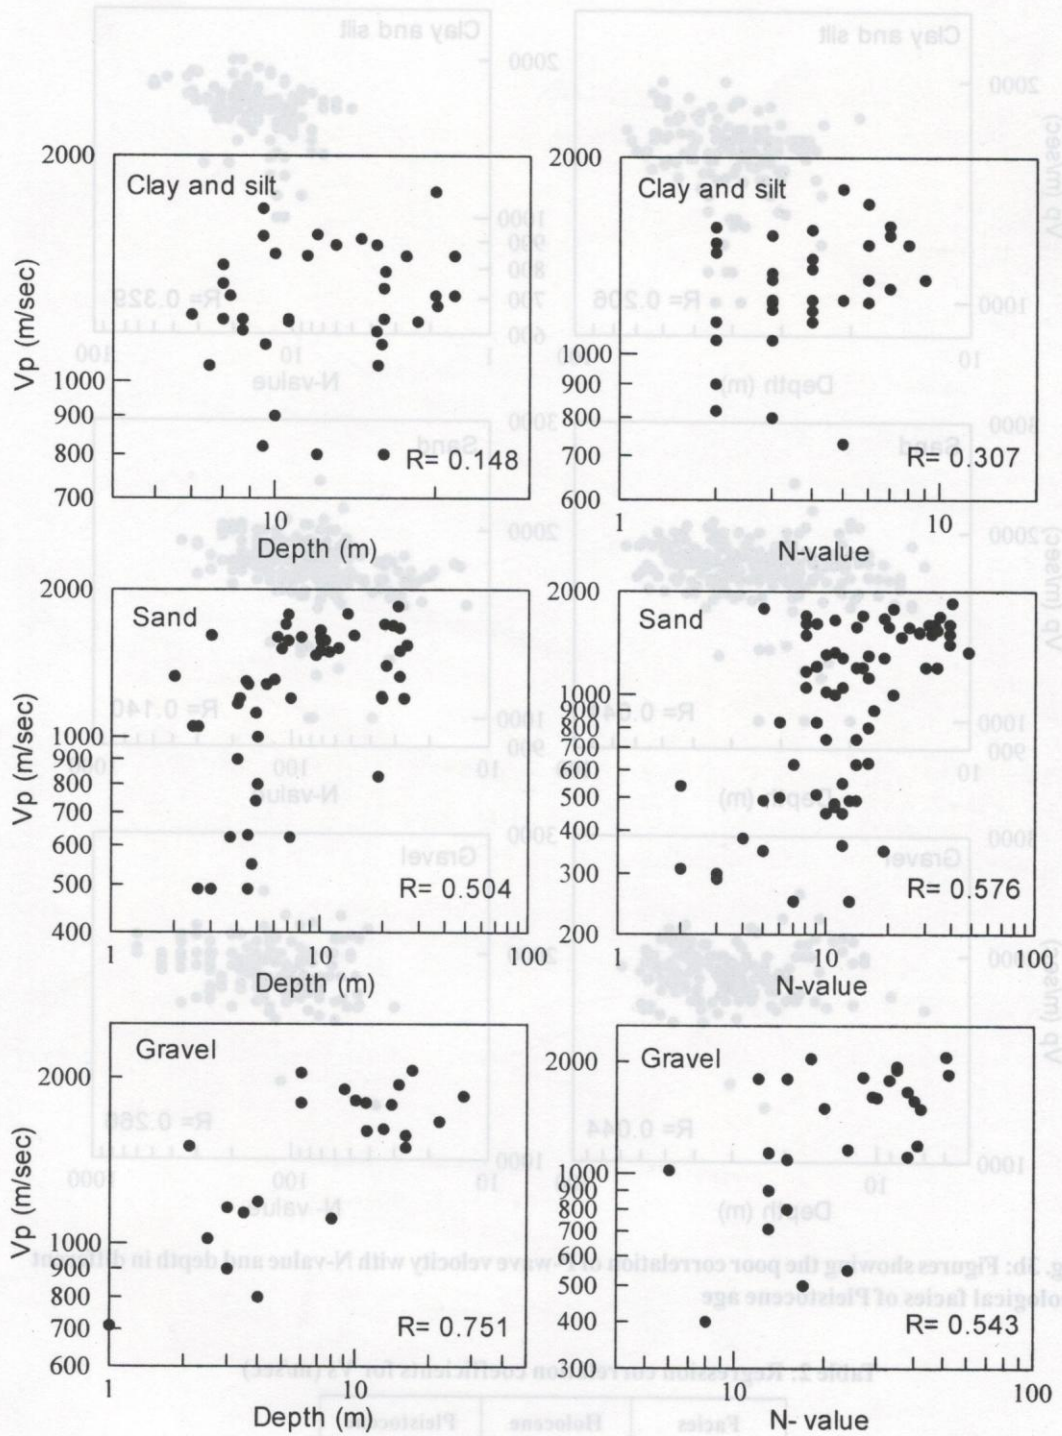 2000
Clay and silt
Vp (m/sec)
1000
900
800
700
R= 0.148
10
Depth (m)
2000
Clay and silt
1000
900
800
700
600
R= 0.307
1
10
N-value
2000
Sand
Vp (m/sec)
1000
900
800
700
600
500
400
R= 0.504
1
10
100
Depth (m)
2000
Sand
1000
900
800
700
600
500
400
300
200
R= 0.576
1
10
100
N-value
Gravel
2000
Vp (m/sec)
1000
900
800
700
600
R= 0.751
1
10
Depth (m)
Gravel
2000
1000
900
800
700
600
500
400
300
R= 0.543
10
100
N- value